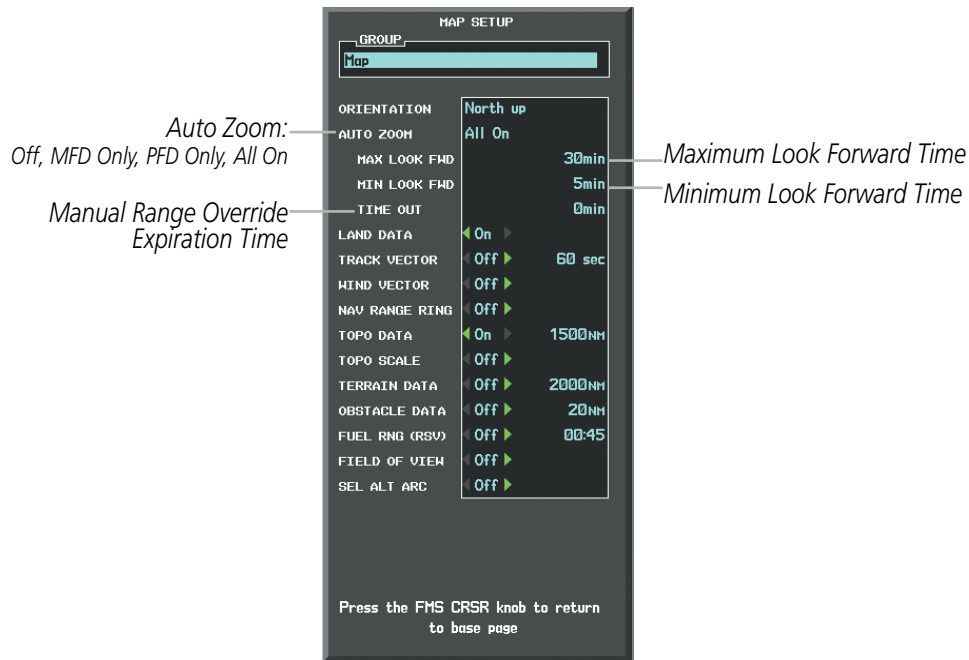 MAP SETUP
GROUP
Map
ORIENTATION North up
Auto Zoom:
Off, MFD Only, PFD Only, All On
AUTO ZOOM All On
MAX LOOK FWD 30min
Maximum Look Forward Time
MIN LOOK FWD 5min
Minimum Look Forward Time
Manual Range Override
Expiration Time
TIME OUT 0min
LAND DATA On
TRACK VECTOR Off 60 sec
WIND VECTOR Off
NAV RANGE RING Off
TOPO DATA On 1500NM
TOPO SCALE Off
TERRAIN DATA Off 2000NM
OBSTACLE DATA Off 20NM
FUEL RNG (RSV) Off 00:45
FIELD OF VIEW Off
SEL ALT ARC Off
Press the FMS CRSR knob to return
to base page